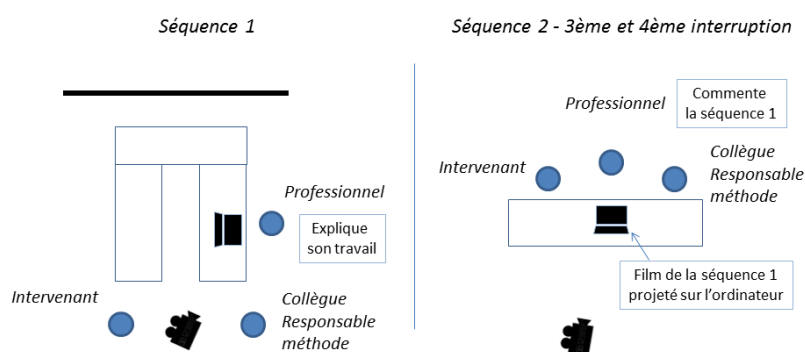 Séquence 1
Professionnel
Explique
son travail
Intervenant
Collègue
Responsable
méthode
Séquence 2 - 3ème et 4ème interruption
Professionnel
Commente
la séquence 1
Intervenant
Collègue
Responsable
méthode
Film de la séquence 1
projeté sur l'ordinateur